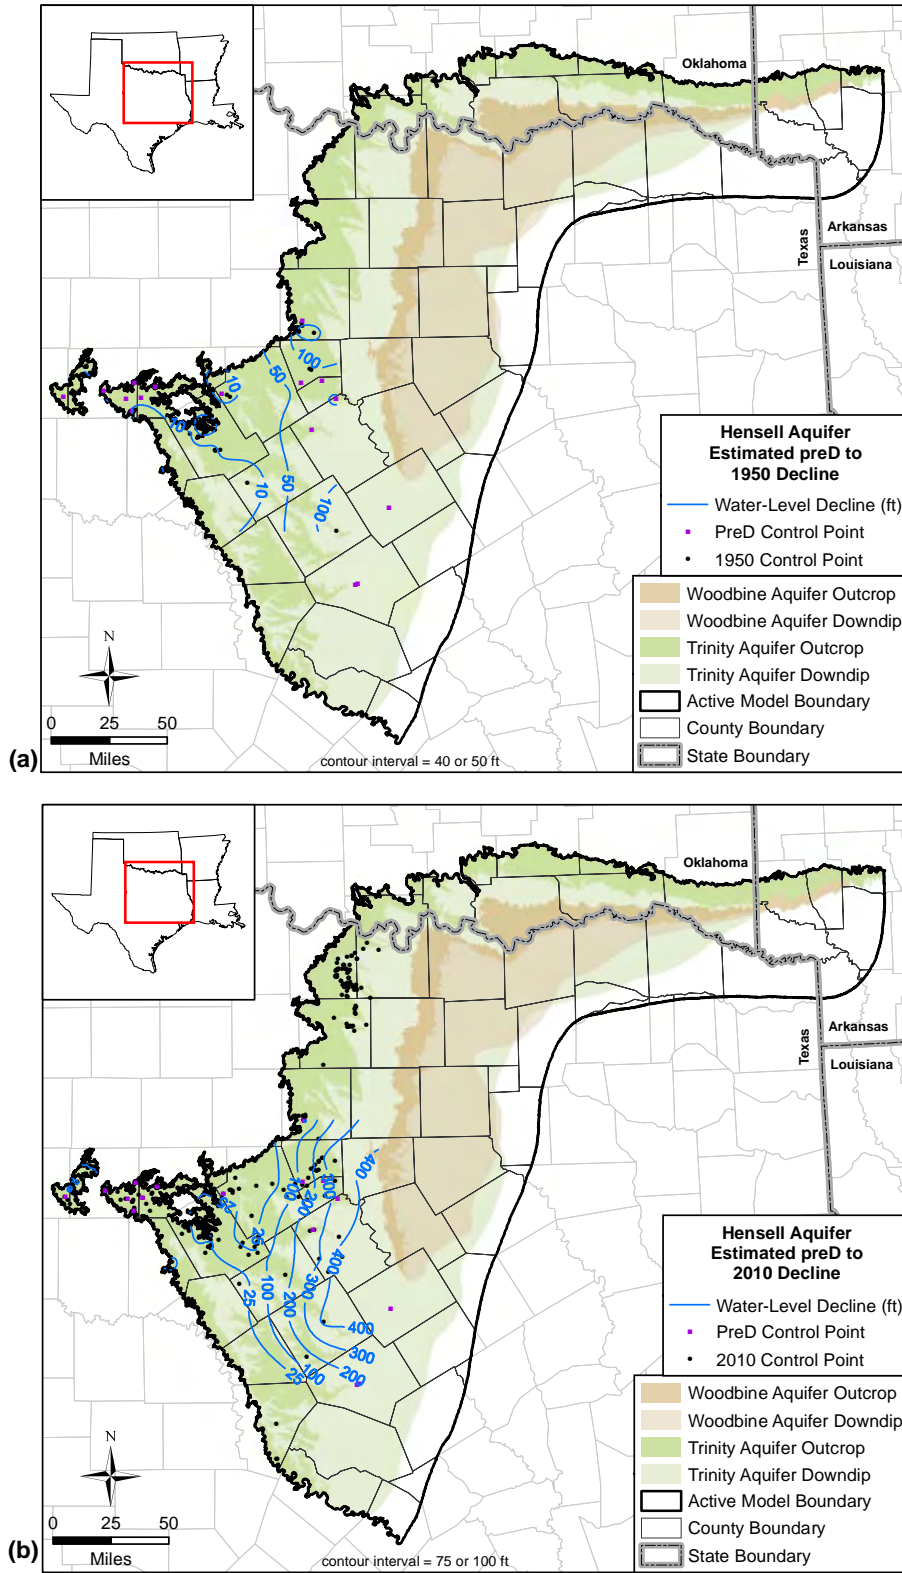 Oklahoma
Texas
Arkansas
Louisiana
100
50
10
10
50
10
100
Hensell Aquifer
Estimated preD to
1950 Decline
Water-Level Decline (ft)
PreD Control Point
1950 Control Point
Woodbine Aquifer Outcrop
Woodbine Aquifer Downdip
Trinity Aquifer Outcrop
Trinity Aquifer Downdip
Active Model Boundary
County Boundary
State Boundary
N
0 25 50
Miles
(a)
contour interval = 40 or 50 ft
Oklahoma
Texas
Arkansas
Louisiana
400
300
100
200
25
25
400
300
100
200
25
400
300
200
100
25
Hensell Aquifer
Estimated preD to
2010 Decline
Water-Level Decline (ft)
PreD Control Point
2010 Control Point
Woodbine Aquifer Outcrop
Woodbine Aquifer Downdip
Trinity Aquifer Outcrop
Trinity Aquifer Downdip
Active Model Boundary
County Boundary
State Boundary
N
0 25 50
Miles
(b)
contour interval = 75 or 100 ft